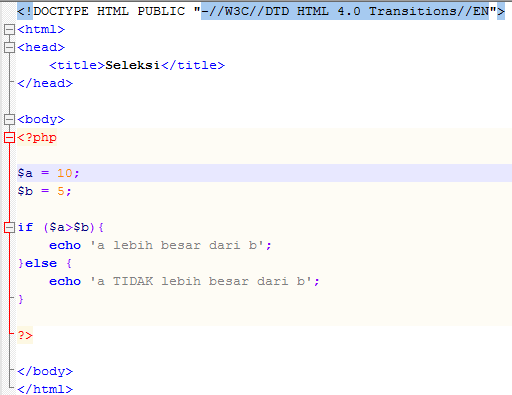 <!DOCTYPE HTML PUBLIC "-//W3C//DTD HTML 4.0 Transitions//EN">
<html>
<head>
    <title>Seleksi</title>
</head>

<body>
<?php

$a = 10;
$b = 5;

if ($a>$b){
    echo 'a lebih besar dari b';
}else {
    echo 'a TIDAK lebih besar dari b';
}

?>

</body>
</html>